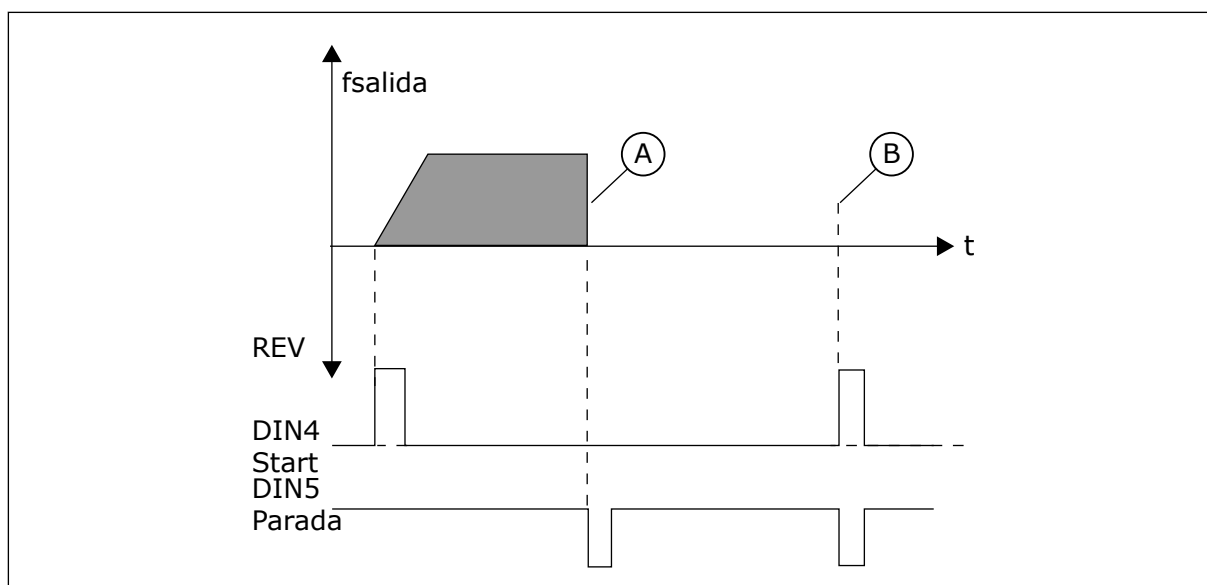 fsalida
A
B
t
REV
DIN4
Start
DIN5
Parada